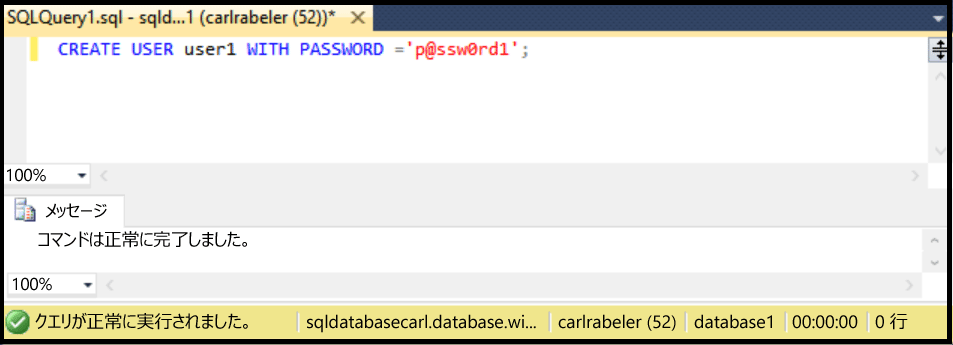 SQLQuery1.sql - sqld...1 (carlrabeler (52))*
CREATE USER user1 WITH PASSWORD ='p@ssw0rd1';
100%
メッセージ
コマンドは正常に完了しました。
100%
クエリが正常に実行されました。 sqldatabasecarl.database.wi... carlrabeler (52) database1 00:00:00 0 行